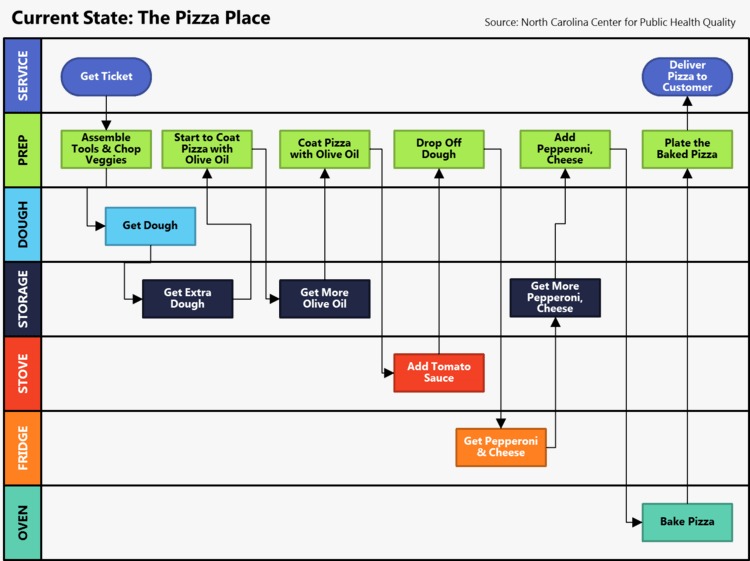 Current State: The Pizza Place
Source: North Carolina Center for Public Health Quality
SERVICE
Get Ticket
Deliver
Pizza to
Customer
PREP
Assemble
Tools & Chop
Veggies
Start to Coat
Pizza with
Olive Oil
Coat Pizza
with Olive Oil
Drop Off
Dough
Add
Pepperoni,
Cheese
Plate the
Baked Pizza
DOUGH
Get Dough
STORAGE
Get Extra
Dough
Get More
Olive Oil
Get More
Pepperoni,
Cheese
STOVE
Add Tomato
Sauce
FRIDGE
Get Pepperoni
& Cheese
OVEN
Bake Pizza